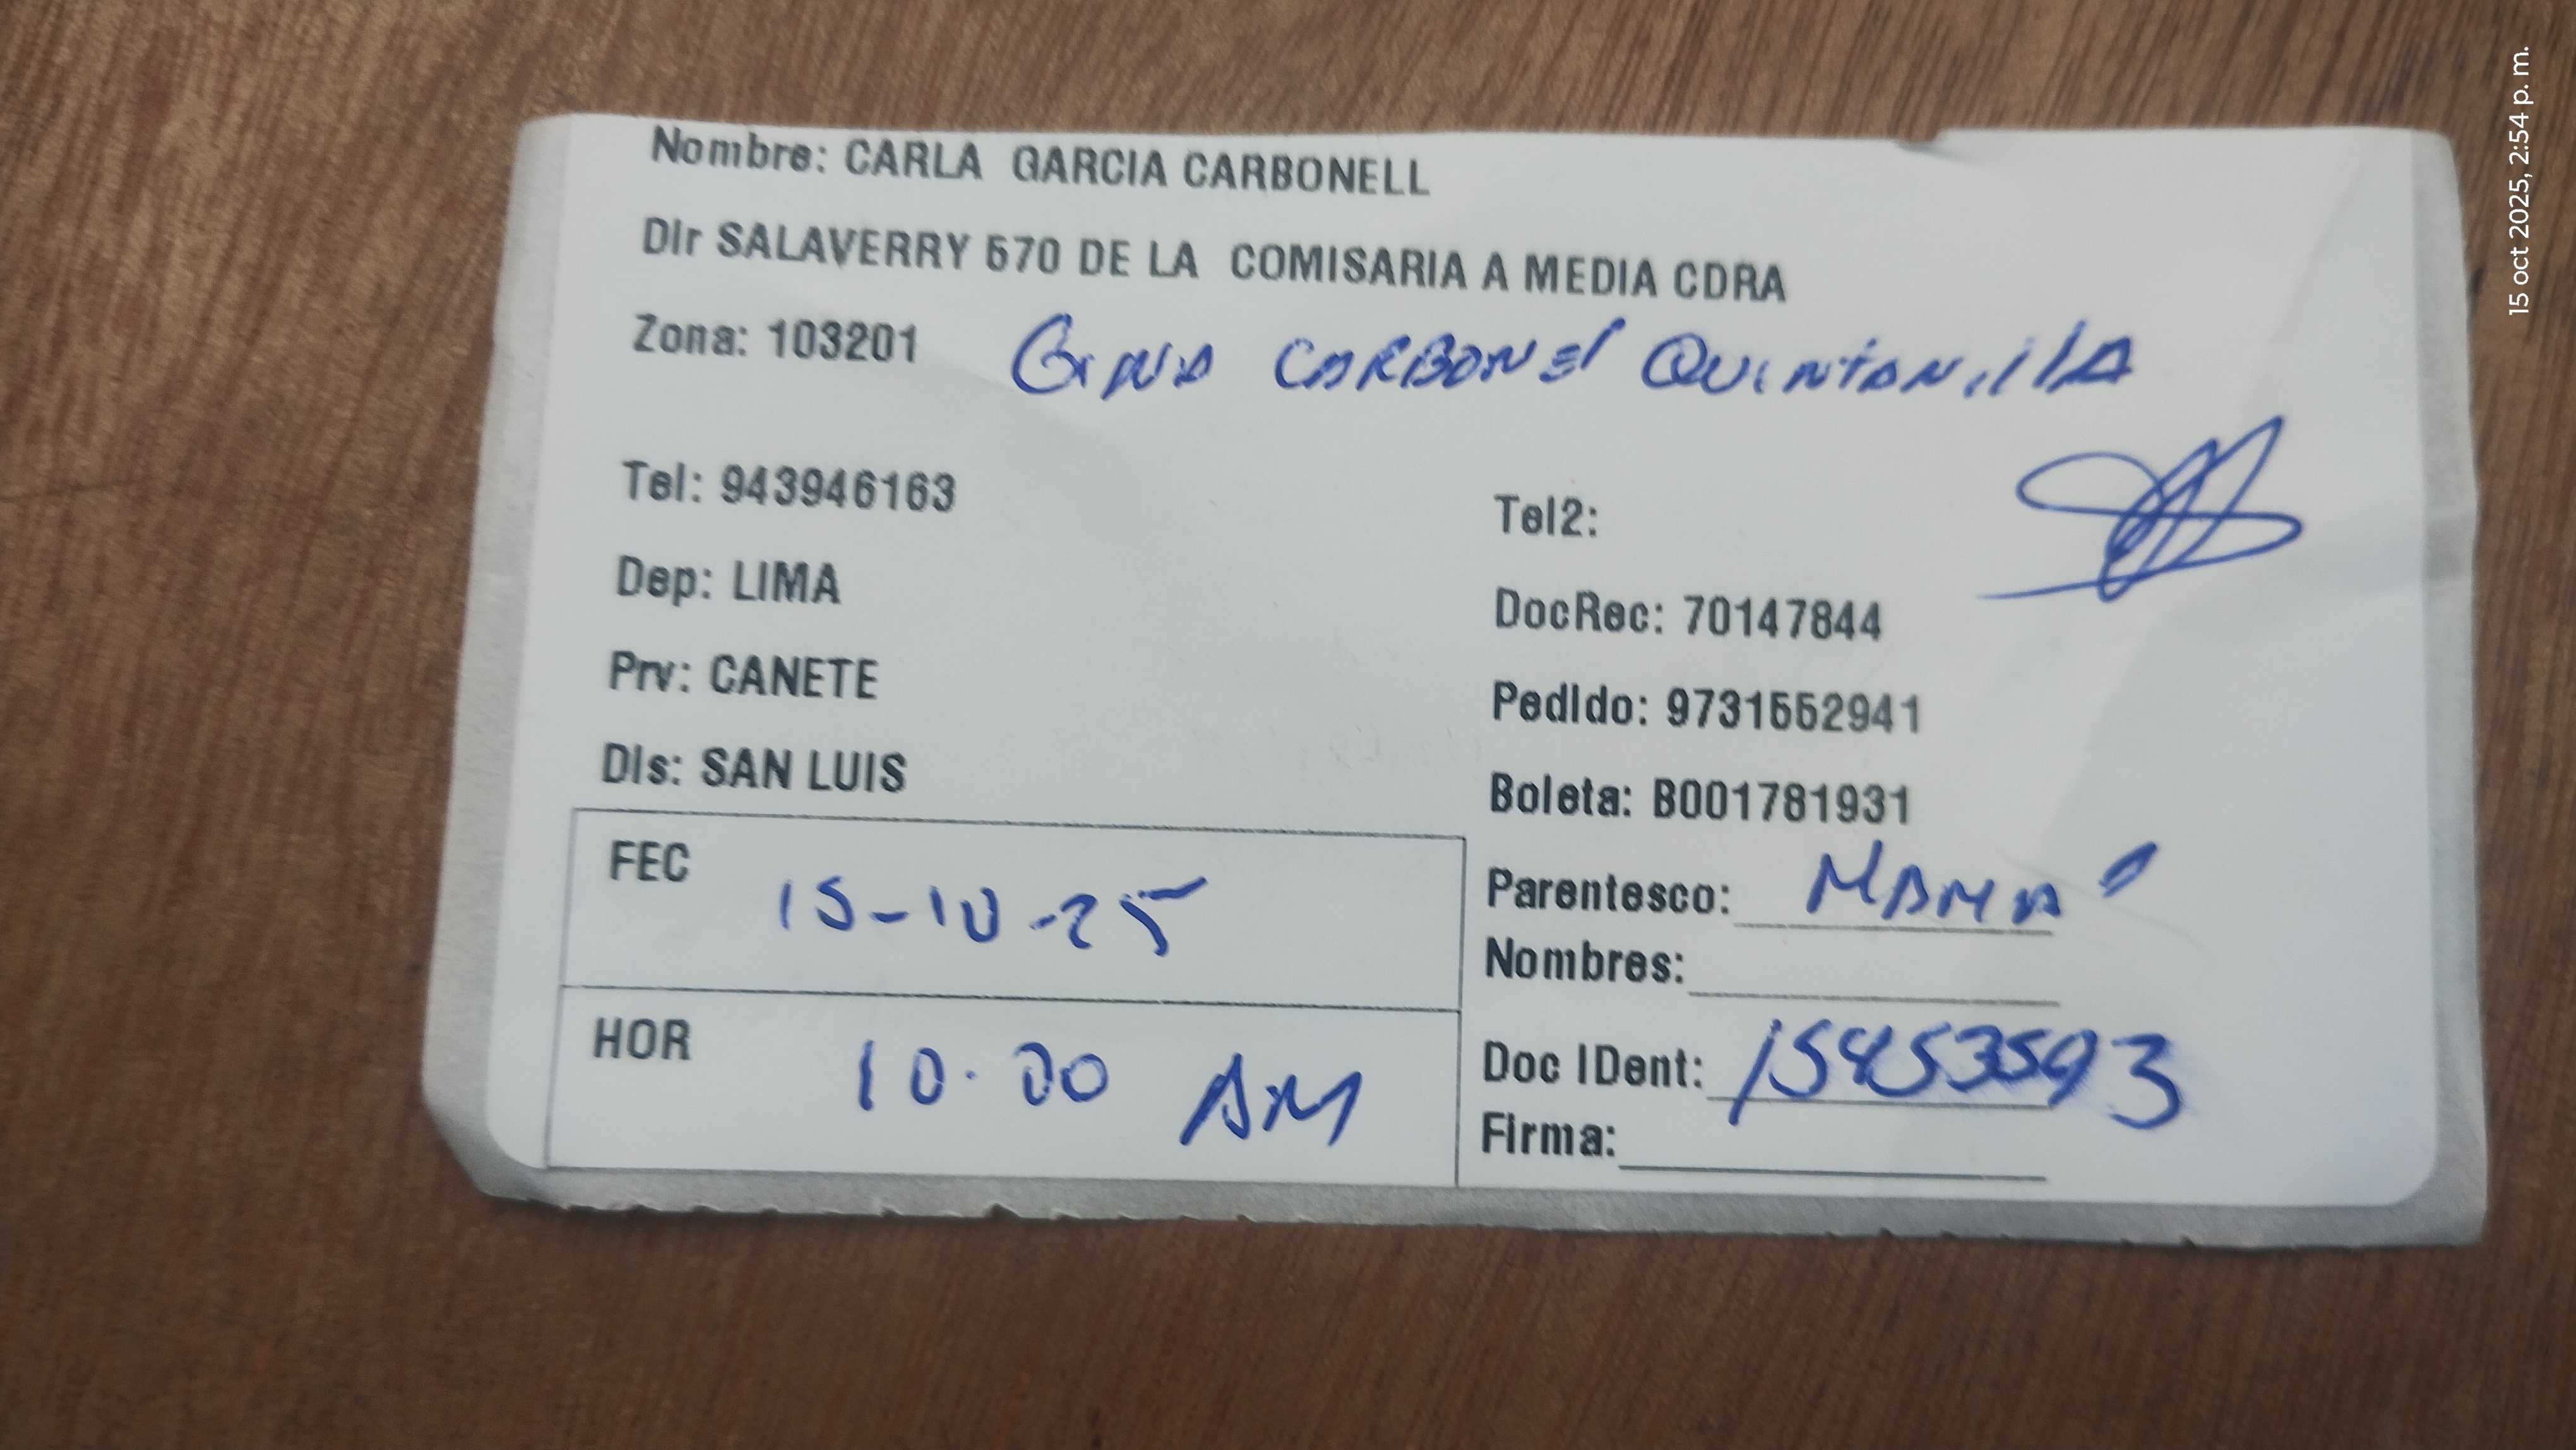 Nombre: CARLA GARCIA CARBONELL
Dir SALAVERRY 570 DE LA COMISARIA A MEDIA CDRA
Zona: 103201 GINA CARBONEl QUINTANillA
Tel: 943946163
Tel2:
Dep: LIMA
DocRec: 70147844
Prv: CANETE
Pedido: 9731552941
Dis: SAN LUIS
Boleta: B001781931
FEC 15-10-25
Parentesco: MAMÁ
Nombres:
HOR 10.00 AM
Doc IDent: 15453593
Firma:
15 oct 2025, 2:54 p. m.